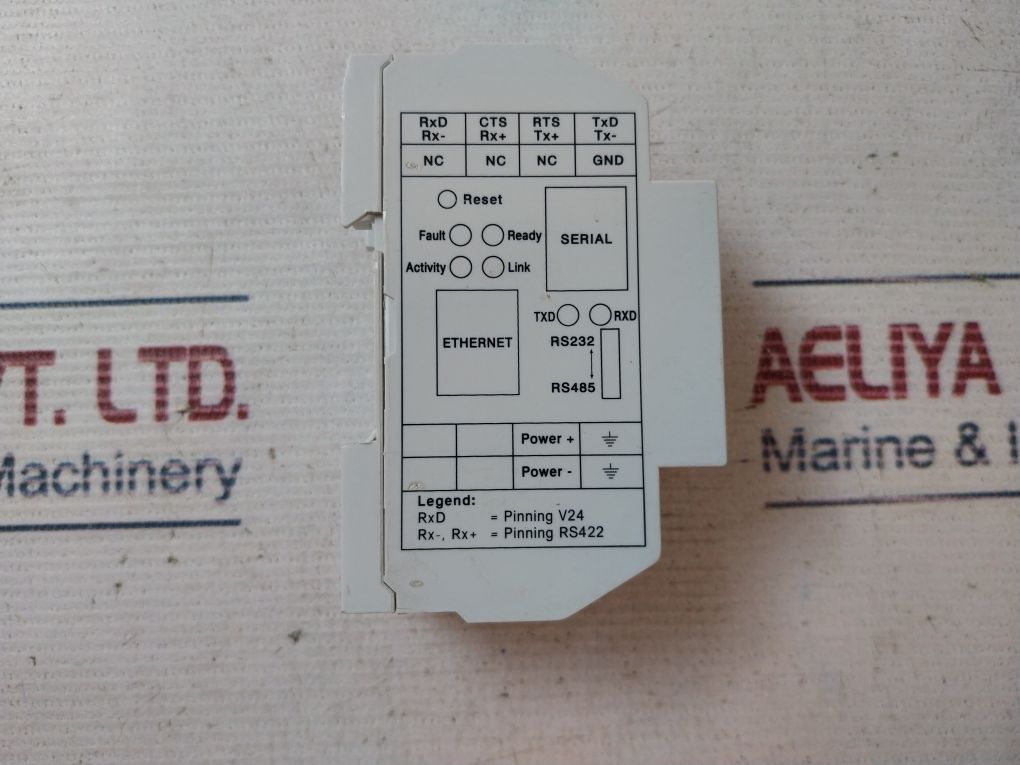 RxD CTS RTS TxD
Rx- Rx+ Tx+ Tx-
NC NC NC GND
Reset
Fault Ready
SERIAL
Activity Link
TXD RXD
ETHERNET
RS232
RS485
Power +
Power -
Legend:
RxD = Pinning V24
Rx-, Rx+ = Pinning RS422
VT. LTD.
Machinery
AELIYA
Marine & I